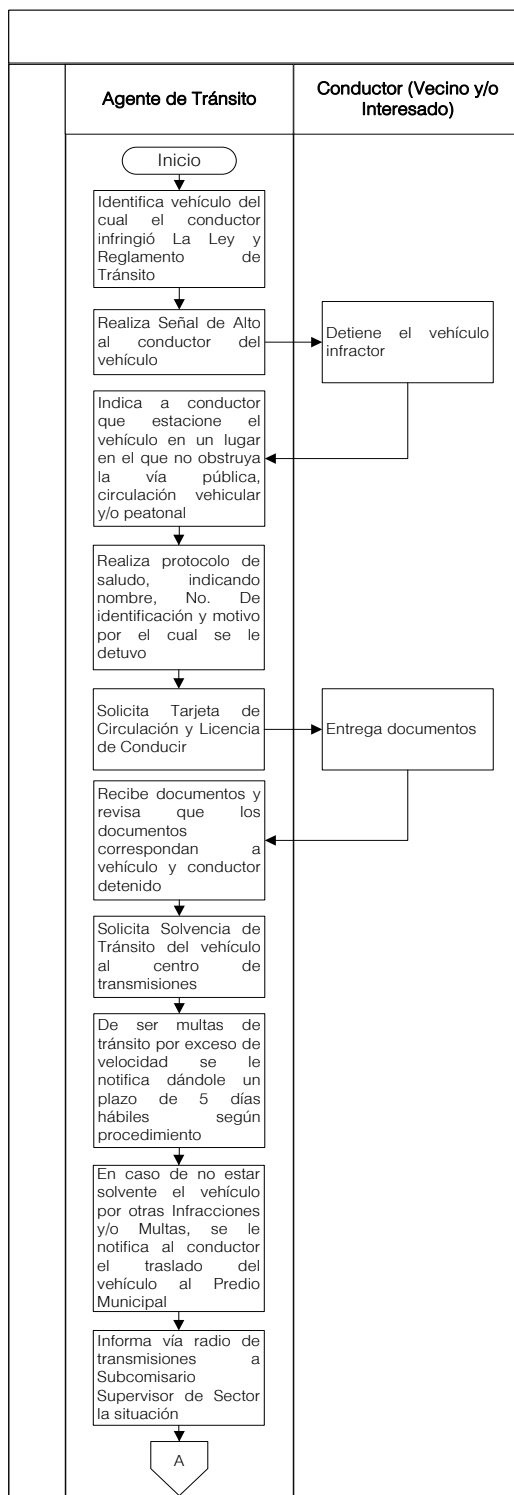 Agente de Tránsito
Conductor (Vecino y/o
Interesado)
Inicio
Identifica vehículo del
cual el conductor
infringió La Ley y
Reglamento de
Tránsito
Realiza Señal de Alto
al conductor del
vehículo
Detiene el vehículo
infractor
Indica a conductor
que estacione el
vehículo en un lugar
en el que no obstruya
la vía pública,
circulación vehicular
y/o peatonal
Realiza protocolo de
saludo, indicando
nombre, No. De
identificación y motivo
por el cual se le
detuvo
Solicita Tarjeta de
Circulación y Licencia
de Conducir
Entrega documentos
Recibe documentos y
revisa que los
documentos
correspondan a
vehículo y conductor
detenido
Solicita Solvencia de
Tránsito del vehículo
al centro de
transmisiones
De ser multas de
tránsito por exceso de
velocidad se le
notifica dándole un
plazo de 5 días
hábiles según
procedimiento
En caso de no estar
solvente el vehículo
por otras Infracciones
y/o Multas, se le
notifica al conductor
el traslado del
vehículo al Predio
Municipal
Informa vía radio de
transmisiones a
Subcomisario
Supervisor de Sector
la situación
A